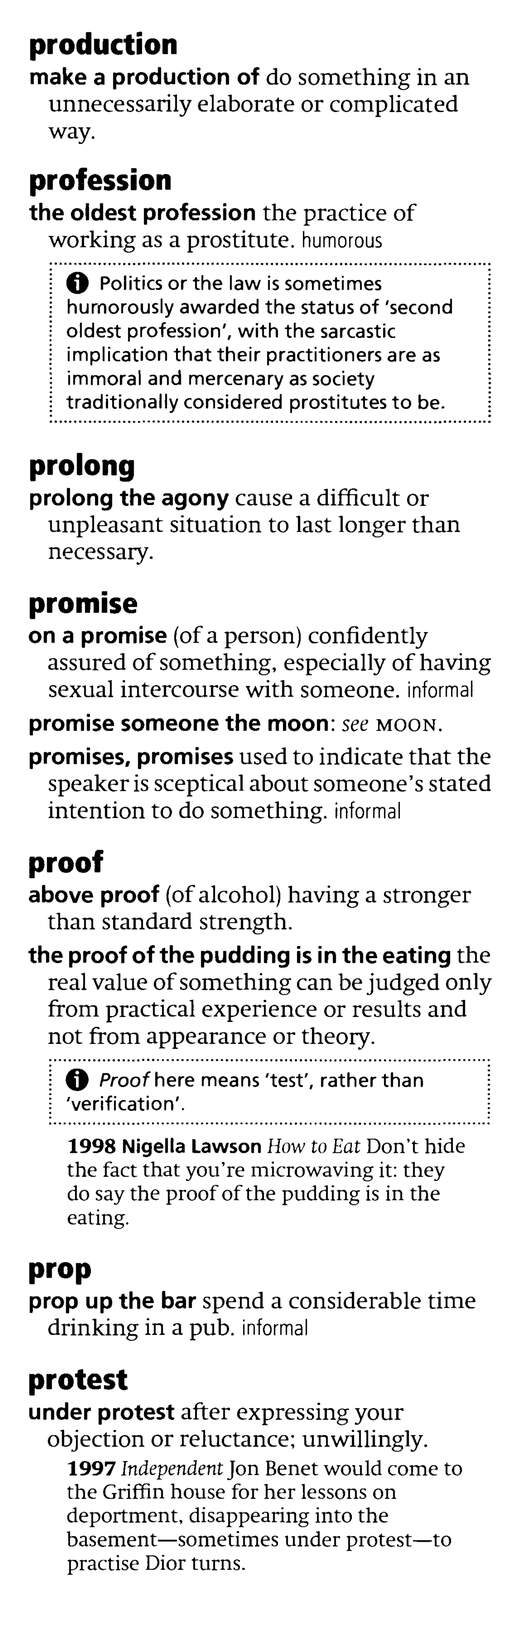 production
make a production of do something in an
unnecessarily elaborate or complicated
way.
profession
the oldest profession the practice of
working as a prostitute. humorous
Politics or the law is sometimes
humorously awarded the status of ‘second
oldest profession’, with the sarcastic
implication that their practitioners are as
immoral and mercenary as society
traditionally considered prostitutes to be.
prolong
prolong the agony cause a difficult or
unpleasant situation to last longer than
necessary.
promise
on a promise (of a person) confidently
assured of something, especially of having
sexual intercourse with someone. informal
promise someone the moon: see MOON.
promises, promises used to indicate that the
speaker is sceptical about someone’s stated
intention to do something. informal
proof
above proof (of alcohol) having a stronger
than standard strength.
the proof of the pudding is in the eating the
real value of something can be judged only
from practical experience or results and
not from appearance or theory.
Proof here means ‘test’, rather than
‘verification’.
1998 Nigella Lawson How to Eat Don’t hide
the fact that you’re microwaving it: they
do say the proof of the pudding is in the
eating.
prop
prop up the bar spend a considerable time
drinking in a pub. informal
protest
under protest after expressing your
objection or reluctance; unwillingly.
1997 Independent Jon Benet would come to
the Griffin house for her lessons on
deportment, disappearing into the
basement—sometimes under protest—to
practise Dior turns.